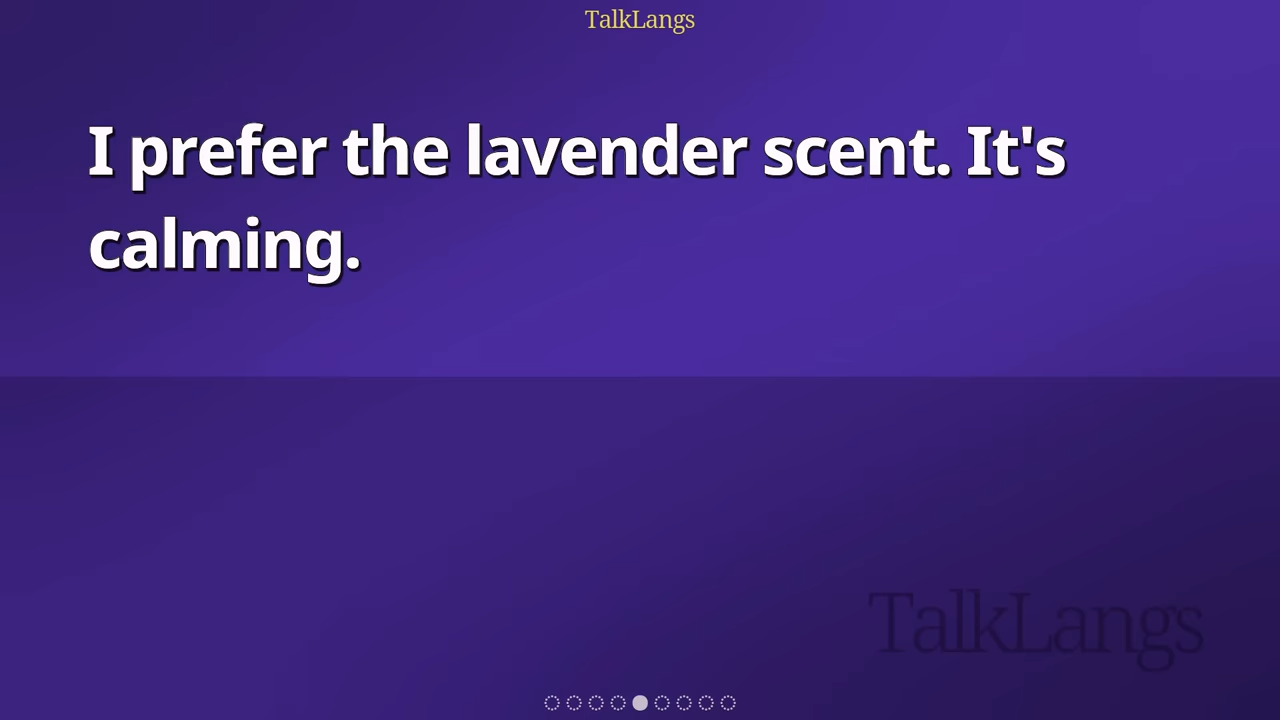 TalkLangs
I prefer the lavender scent. It's
calming.
TalkLangs